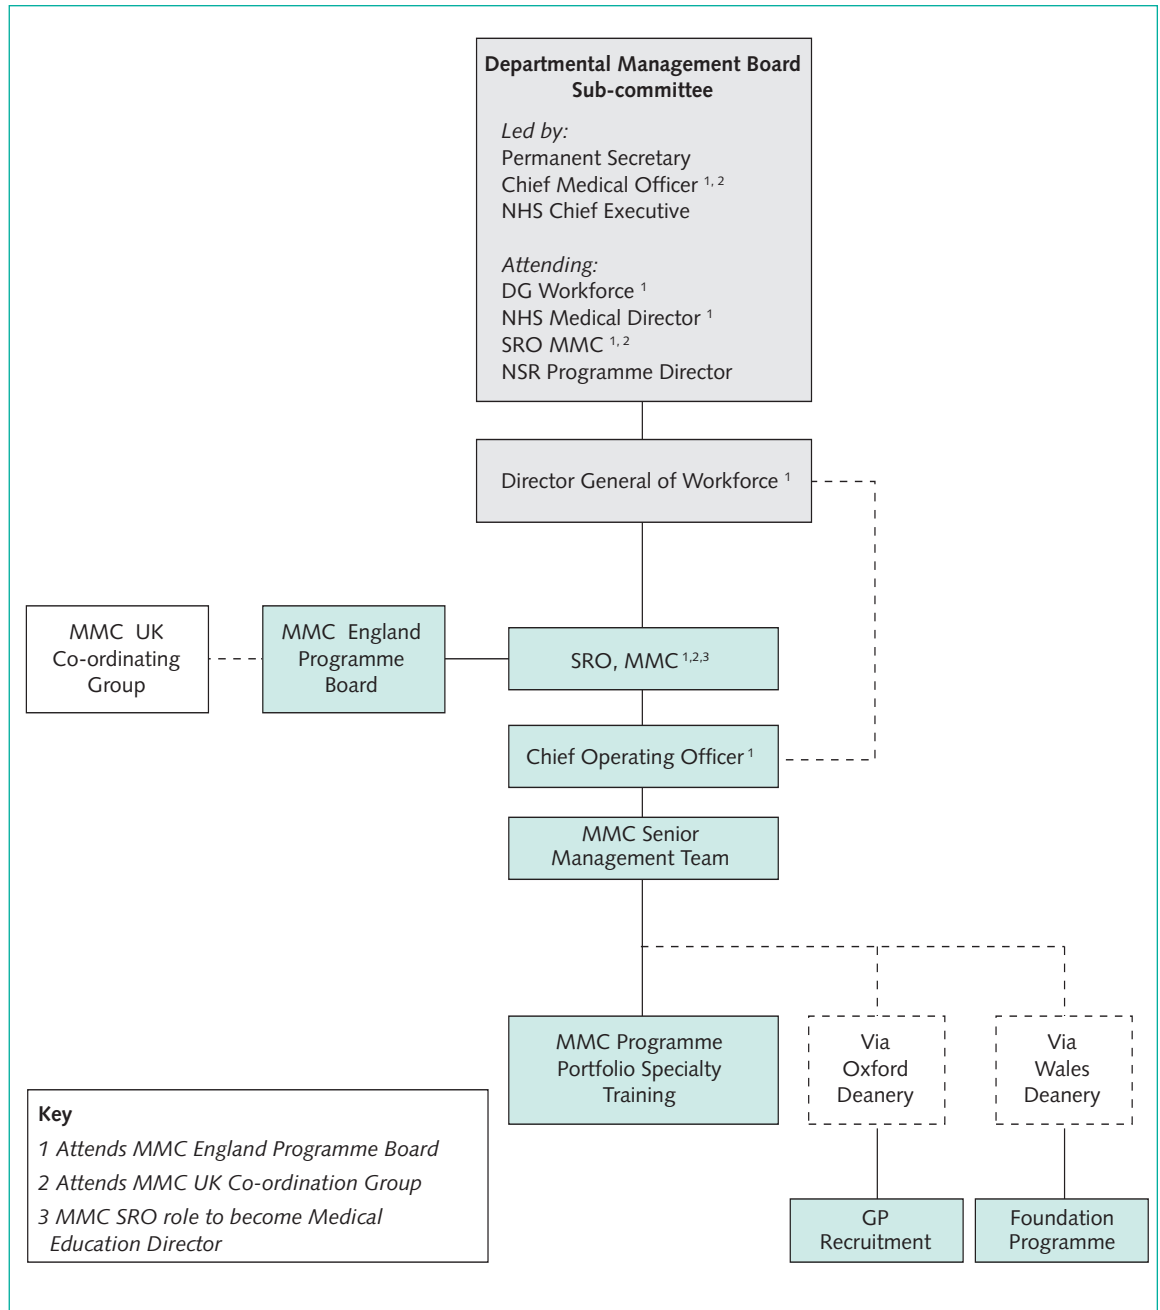 Departmental Management Board
Sub-committee
Led by:
Permanent Secretary
Chief Medical Officer 1, 2
NHS Chief Executive
Attending:
DG Workforce 1
NHS Medical Director 1
SRO MMC 1, 2
NSR Programme Director
Director General of Workforce 1
MMC UK
Co-ordinating
Group
MMC England
Programme
Board
SRO, MMC 1,2,3
Chief Operating Officer 1
MMC Senior
Management Team
MMC Programme
Portfolio Specialty
Training
Via
Oxford
Deanery
Via
Wales
Deanery
GP
Recruitment
Foundation
Programme
Key
1 Attends MMC England Programme Board
2 Attends MMC UK Co-ordination Group
3 MMC SRO role to become Medical
Education Director